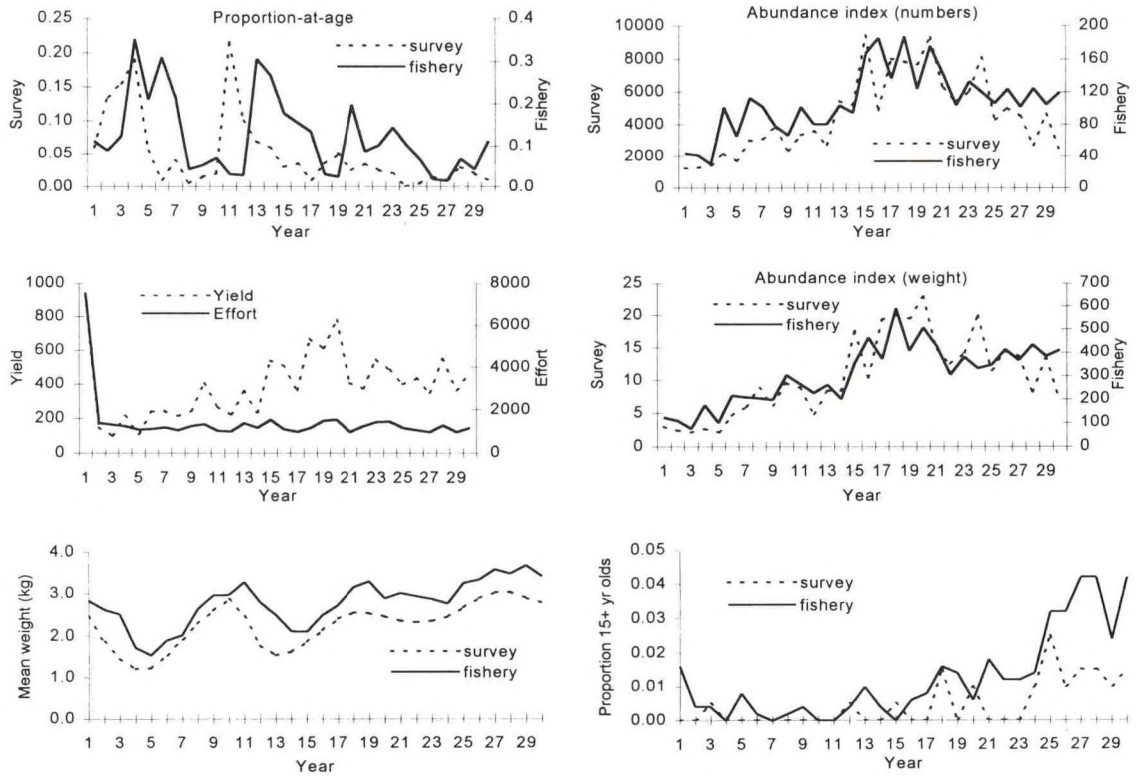 Proportion-at-age
survey
fishery
Survey
Fishery
0.25
0.20
0.15
0.10
0.05
0.00
0.4
0.3
0.2
0.1
0.0
1 3 5 7 9 11 13 15 17 19 21 23 25 27 29
Year
Abundance index (numbers)
survey
fishery
Survey
Fishery
10000
8000
6000
4000
2000
0
200
160
120
80
40
0
1 3 5 7 9 11 13 15 17 19 21 23 25 27 29
Year
Yield
Effort
Yield
Effort
1000
800
600
400
200
0
8000
6000
4000
2000
0
1 3 5 7 9 11 13 15 17 19 21 23 25 27 29
Year
Abundance index (weight)
survey
fishery
Survey
Fishery
25
20
15
10
5
0
700
600
500
400
300
200
100
0
1 3 5 7 9 11 13 15 17 19 21 23 25 27 29
Year
Mean weight (kg)
4.0
3.0
2.0
1.0
0.0
survey
fishery
1 3 5 7 9 11 13 15 17 19 21 23 25 27 29
Year
Proportion 15+ yr olds
0.05
0.04
0.03
0.02
0.01
0.00
survey
fishery
1 3 5 7 9 11 13 15 17 19 21 23 25 27 29
Year